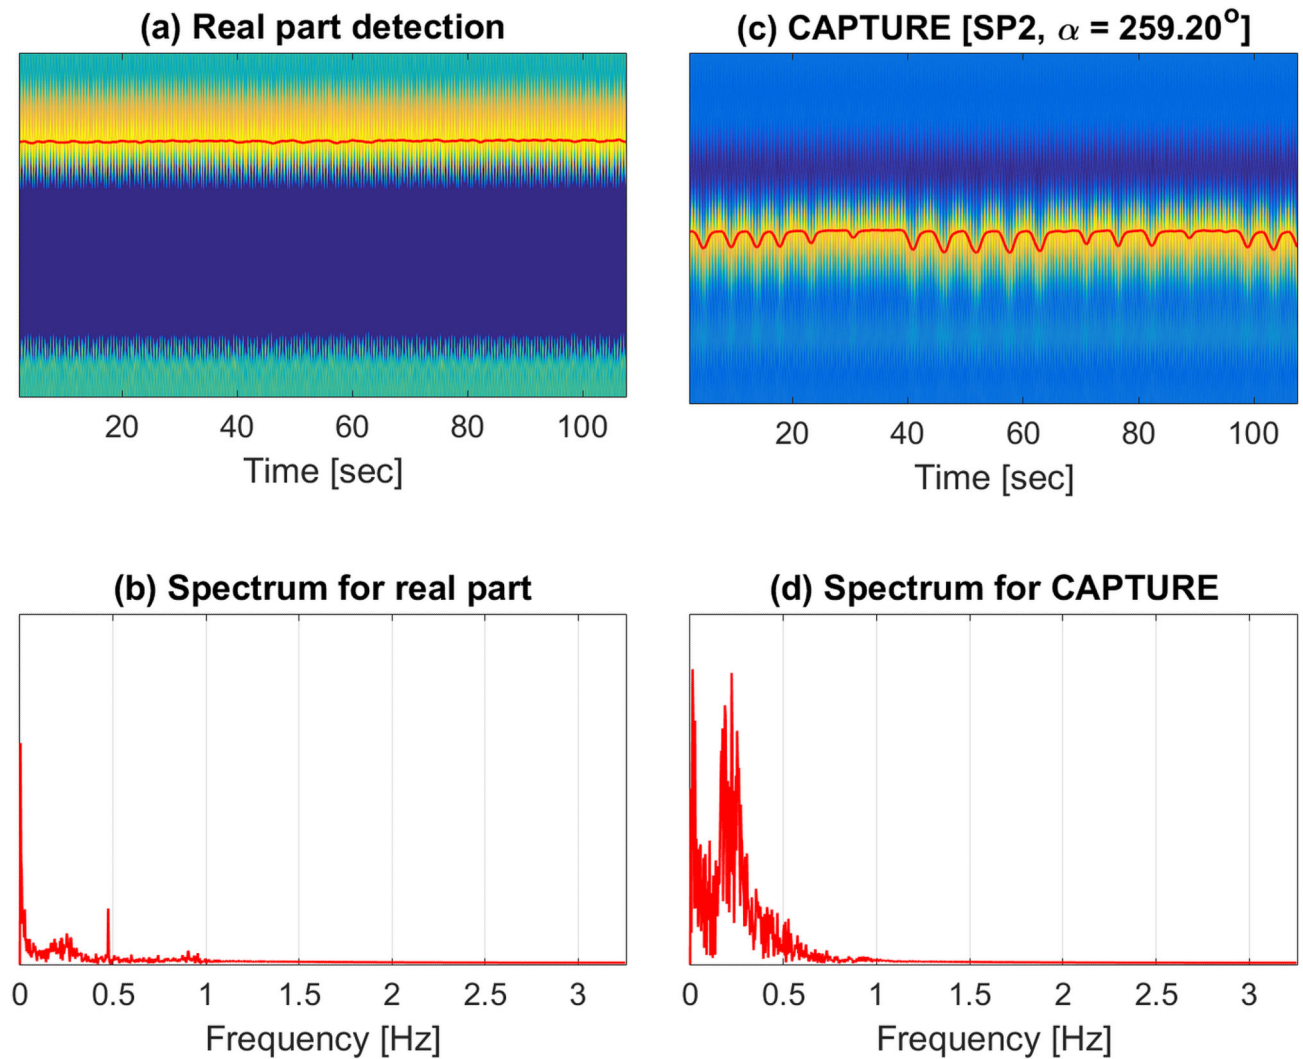 (a) Real part detection
20 40 60 80 100
Time [sec]
(c) CAPTURE [SP2, α = 259.20°]
20 40 60 80 100
Time [sec]
(b) Spectrum for real part
0 0.5 1 1.5 2 2.5 3
Frequency [Hz]
(d) Spectrum for CAPTURE
0 0.5 1 1.5 2 2.5 3
Frequency [Hz]